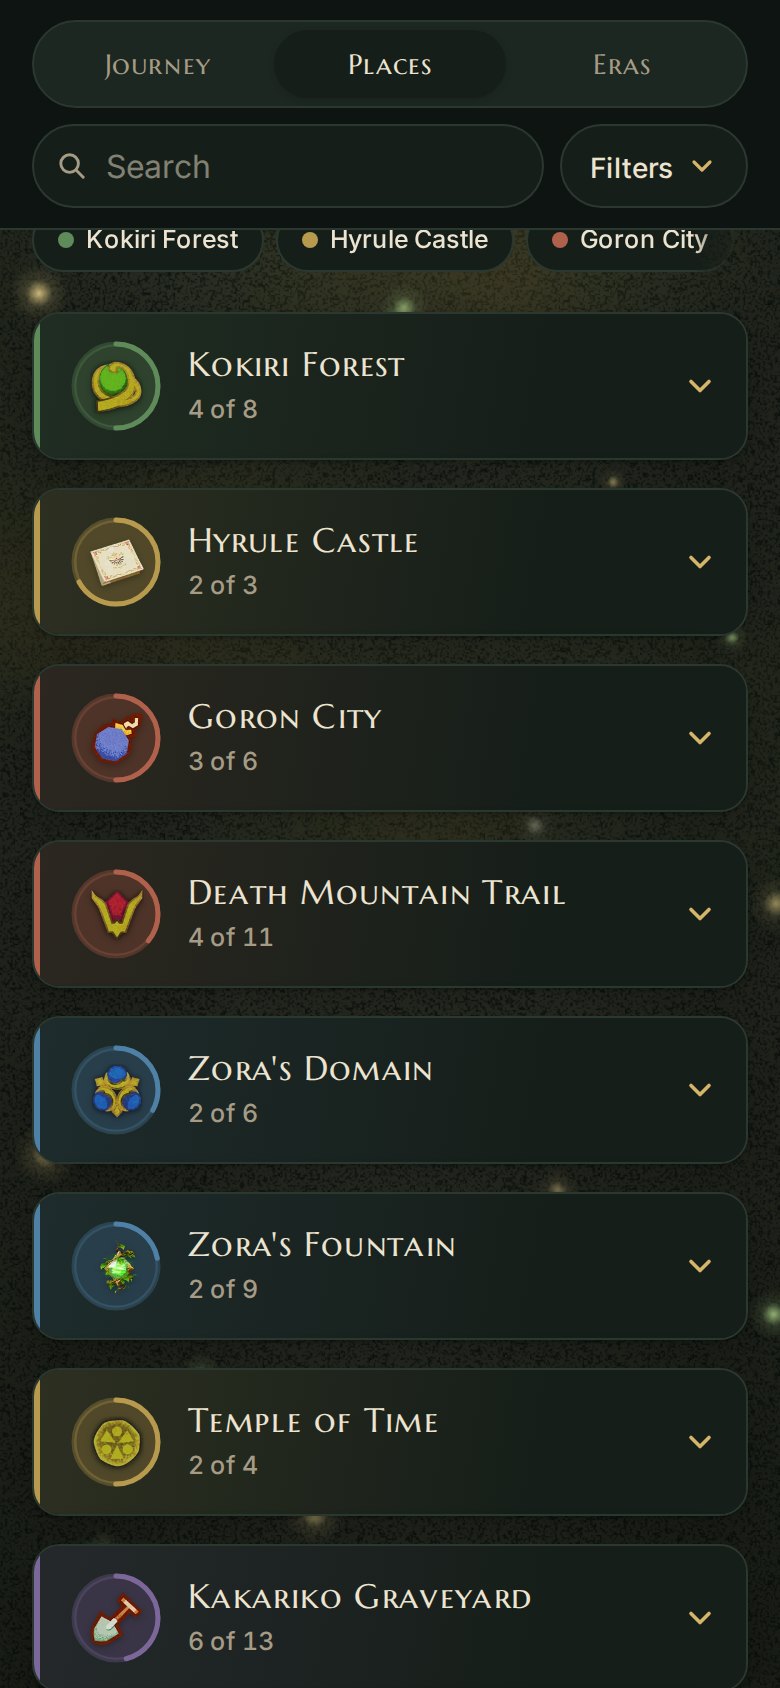 Journey
Places
Eras
Search
Filters
Kokiri Forest
Hyrule Castle
Goron City
Kokiri Forest
4 of 8
Hyrule Castle
2 of 3
Goron City
3 of 6
Death Mountain Trail
4 of 11
Zora's Domain
2 of 6
Zora's Fountain
2 of 9
Temple of Time
2 of 4
Kakariko Graveyard
6 of 13